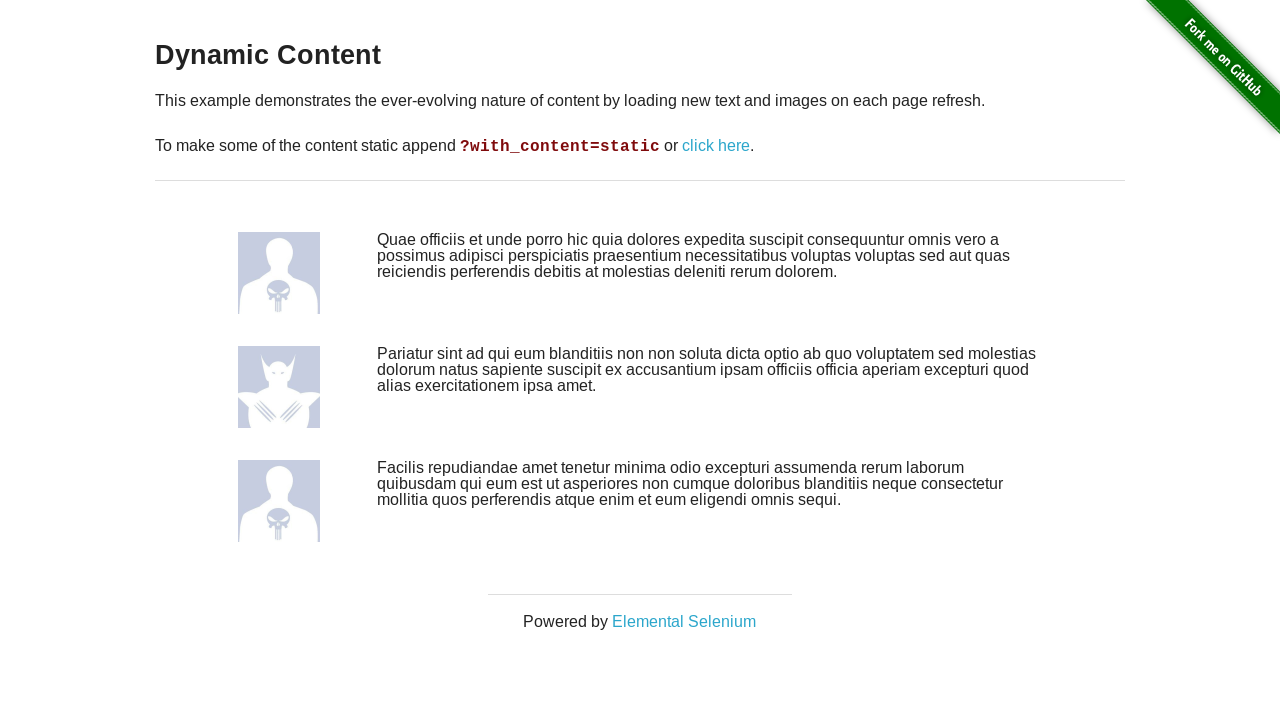 Fork me on GitHub
Dynamic Content
This example demonstrates the ever-evolving nature of content by loading new text and images on each page refresh.
To make some of the content static append ?with_content=static or click here.
Quae officiis et unde porro hic quia dolores expedita suscipit consequuntur omnis vero a
possimus adipisci perspiciatis praesentium necessitatibus voluptas voluptas sed aut quas
reiciendis perferendis debitis at molestias deleniti rerum dolorem.
Pariatur sint ad qui eum blanditiis non non soluta dicta optio ab quo voluptatem sed molestias
dolorum natus sapiente suscipit ex accusantium ipsam officiis officia aperiam excepturi quod
alias exercitationem ipsa amet.
Facilis repudiandae amet tenetur minima odio excepturi assumenda rerum laborum
quibusdam qui eum est ut asperiores non cumque doloribus blanditiis neque consectetur
mollitia quos perferendis atque enim et eum eligendi omnis sequi.
Powered by Elemental Selenium